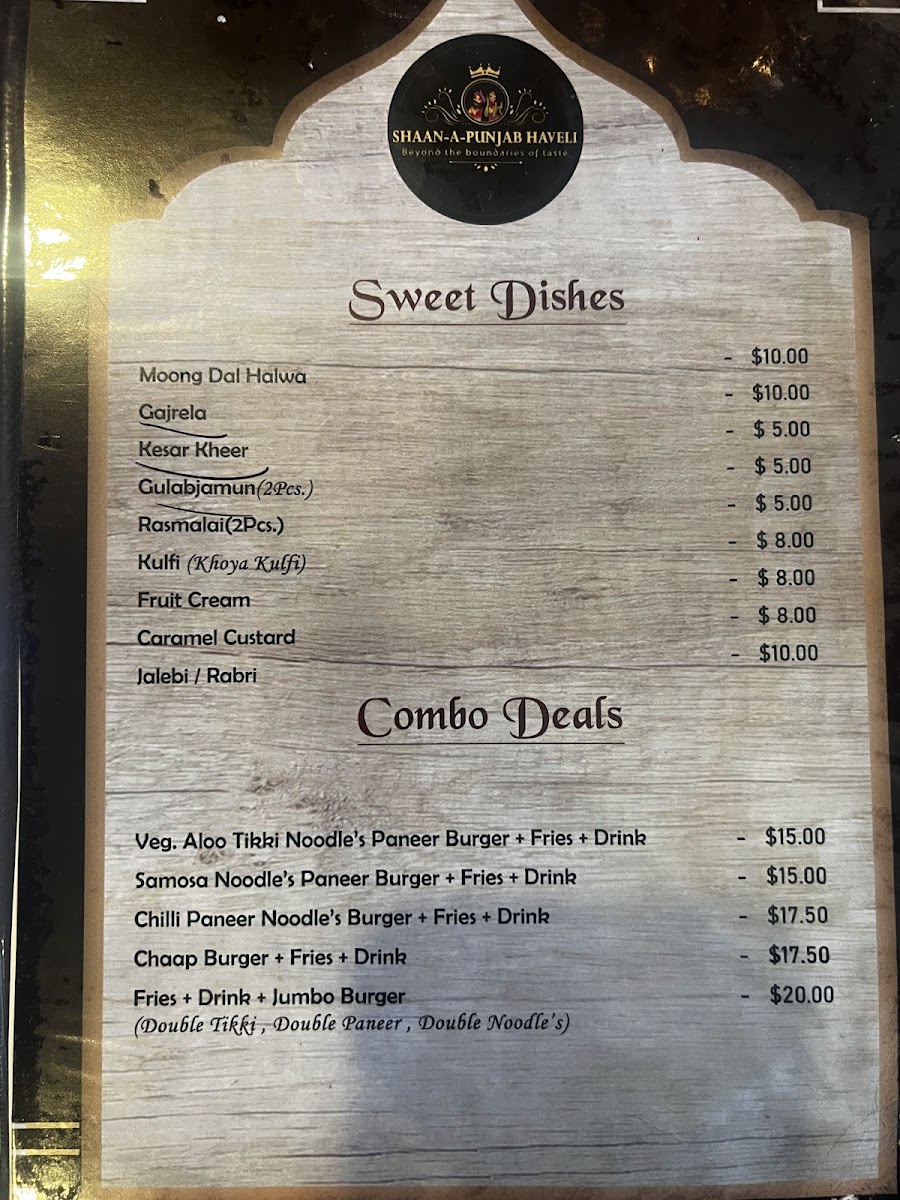 SHAAN-A-PUNJAB HAVELI
Beyond the boundaries of taste
Sweet Dishes
Moong Dal Halwa - $10.00
Gajrela - $10.00
Kesar Kheer - $ 5.00
Gulabjamun(2Pcs.) - $ 5.00
Rasmalai(2Pcs.) - $ 5.00
Kulfi (Khoya Kulfi) - $ 8.00
Fruit Cream - $ 8.00
Caramel Custard - $ 8.00
Jalebi / Rabri - $10.00
Combo Deals
Veg. Aloo Tikki Noodle's Paneer Burger + Fries + Drink - $15.00
Samosa Noodle's Paneer Burger + Fries + Drink - $15.00
Chilli Paneer Noodle's Burger + Fries + Drink - $17.50
Chaap Burger + Fries + Drink - $17.50
Fries + Drink + Jumbo Burger - $20.00
(Double Tikki , Double Paneer , Double Noodle's)